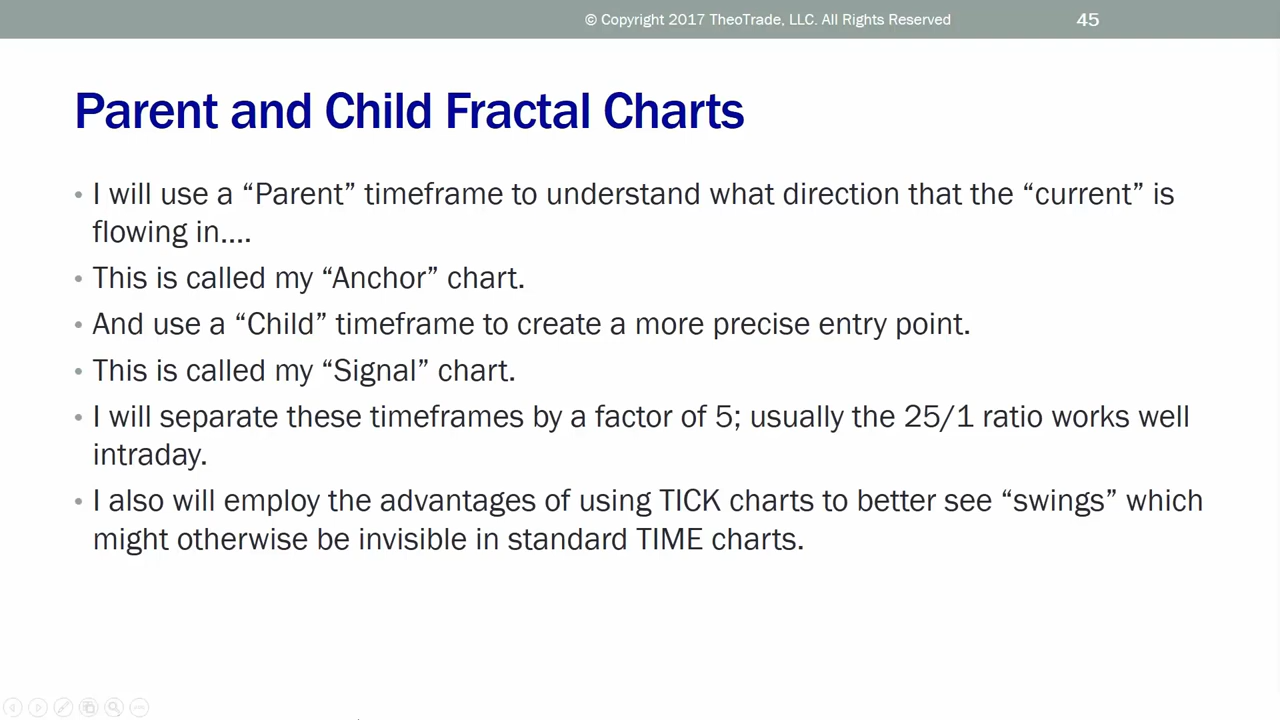 © Copyright 2017 TheoTrade, LLC. All Rights Reserved 45
Parent and Child Fractal Charts
• I will use a “Parent” timeframe to understand what direction that the “current” is
flowing in....
• This is called my “Anchor” chart.
• And use a “Child” timeframe to create a more precise entry point.
• This is called my “Signal” chart.
• I will separate these timeframes by a factor of 5; usually the 25/1 ratio works well
intraday.
• I also will employ the advantages of using TICK charts to better see “swings” which
might otherwise be invisible in standard TIME charts.